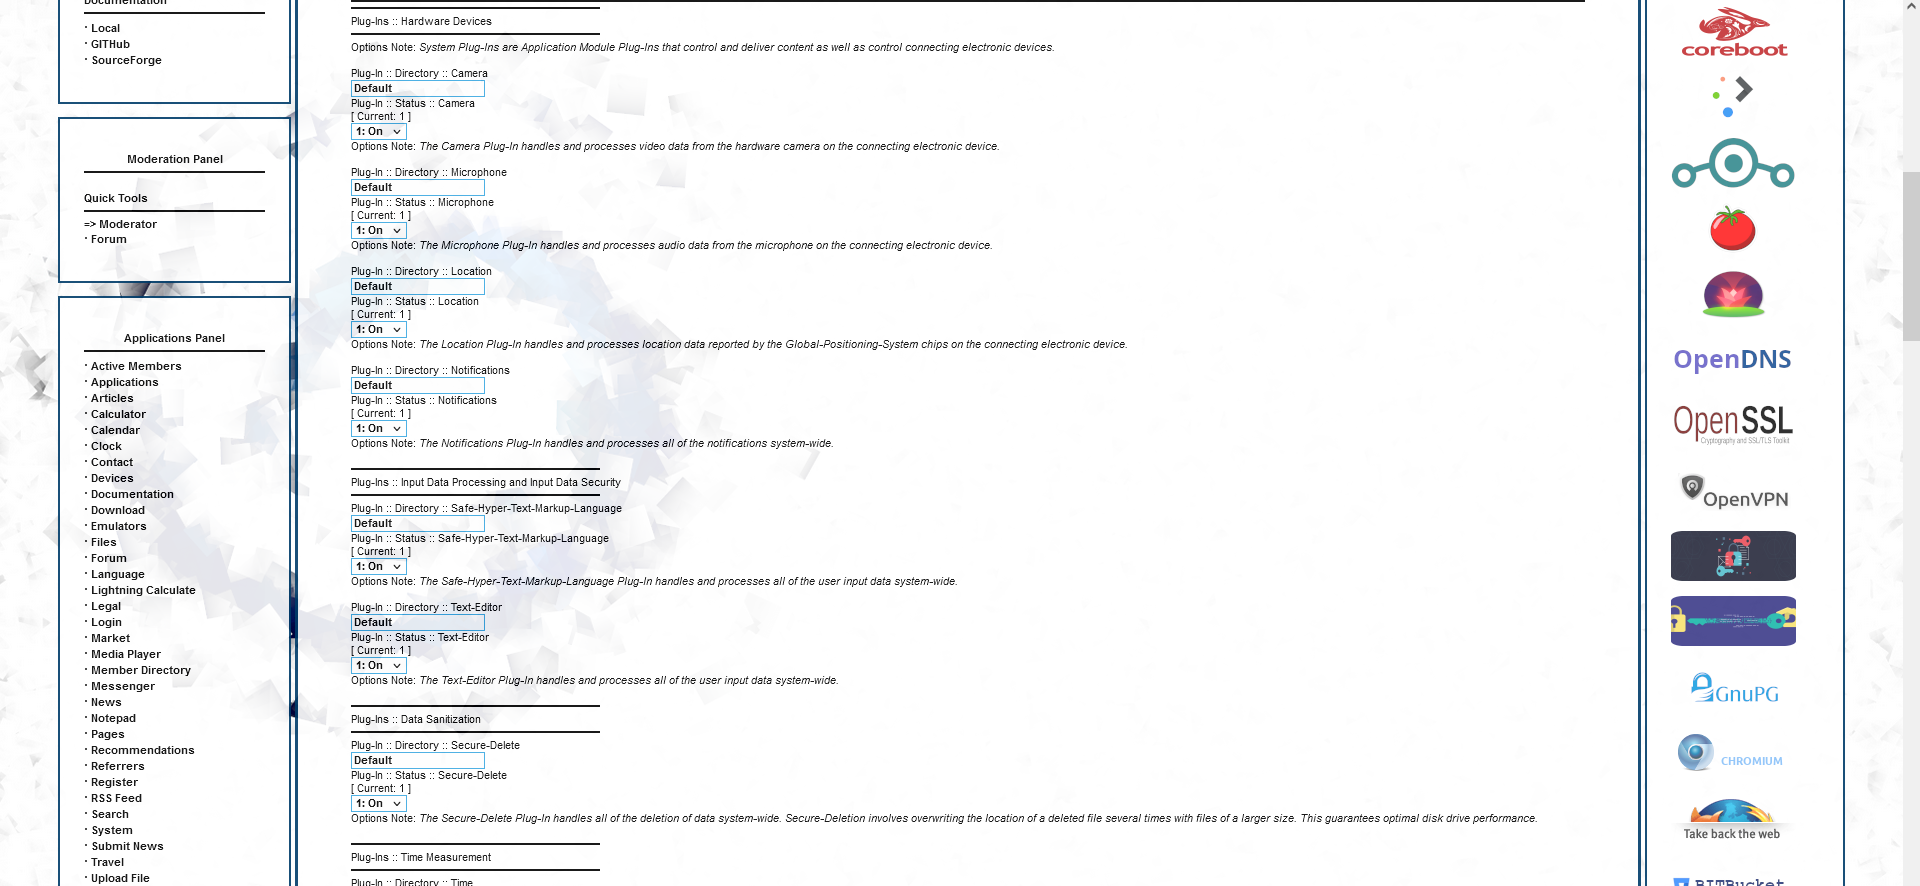 Documentation
· Local
· GITHub
· SourceForge
Moderation Panel
Quick Tools
=> Moderator
· Forum
Applications Panel
· Active Members
· Applications
· Articles
· Calculator
· Calendar
· Clock
· Contact
· Devices
· Documentation
· Download
· Emulators
· Files
· Forum
· Language
· Lightning Calculate
· Legal
· Login
· Market
· Media Player
· Member Directory
· Messenger
· News
· Notepad
· Pages
· Recommendations
· Referrers
· Register
· RSS Feed
· Search
· System
· Submit News
· Travel
· Upload File
Plug-Ins :: Hardware Devices
Options Note: System Plug-Ins are Application Module Plug-Ins that control and deliver content as well as control connecting electronic devices.
Plug-In :: Directory :: Camera
Default
Plug-In :: Status :: Camera
[ Current: 1 ]
1: On
Options Note: The Camera Plug-In handles and processes video data from the hardware camera on the connecting electronic device.
Plug-In :: Directory :: Microphone
Default
Plug-In :: Status :: Microphone
[ Current: 1 ]
1: On
Options Note: The Microphone Plug-In handles and processes audio data from the microphone on the connecting electronic device.
Plug-In :: Directory :: Location
Default
Plug-In :: Status :: Location
[ Current: 1 ]
1: On
Options Note: The Location Plug-In handles and processes location data reported by the Global-Positioning-System chips on the connecting electronic device.
Plug-In :: Directory :: Notifications
Default
Plug-In :: Status :: Notifications
[ Current: 1 ]
1: On
Options Note: The Notifications Plug-In handles and processes all of the notifications system-wide.
Plug-Ins :: Input Data Processing and Input Data Security
Plug-In :: Directory :: Safe-Hyper-Text-Markup-Language
Default
Plug-In :: Status :: Safe-Hyper-Text-Markup-Language
[ Current: 1 ]
1: On
Options Note: The Safe-Hyper-Text-Markup-Language Plug-In handles and processes all of the user input data system-wide.
Plug-In :: Directory :: Text-Editor
Default
Plug-In :: Status :: Text-Editor
[ Current: 1 ]
1: On
Options Note: The Text-Editor Plug-In handles and processes all of the user input data system-wide.
Plug-Ins :: Data Sanitization
Plug-In :: Directory :: Secure-Delete
Default
Plug-In :: Status :: Secure-Delete
[ Current: 1 ]
1: On
Options Note: The Secure-Delete Plug-In handles all of the deletion of data system-wide. Secure-Deletion involves overwriting the location of a deleted file several times with files of a larger size. This guarantees optimal disk drive performance.
Plug-Ins :: Time Measurement
Plug-In :: Directory :: Time
coreboot
OpenDNS
OpenSSL
Cryptography and SSL/TLS Toolkit
OpenVPN
GnuPG
CHROMIUM
Take back the web
BITBucket